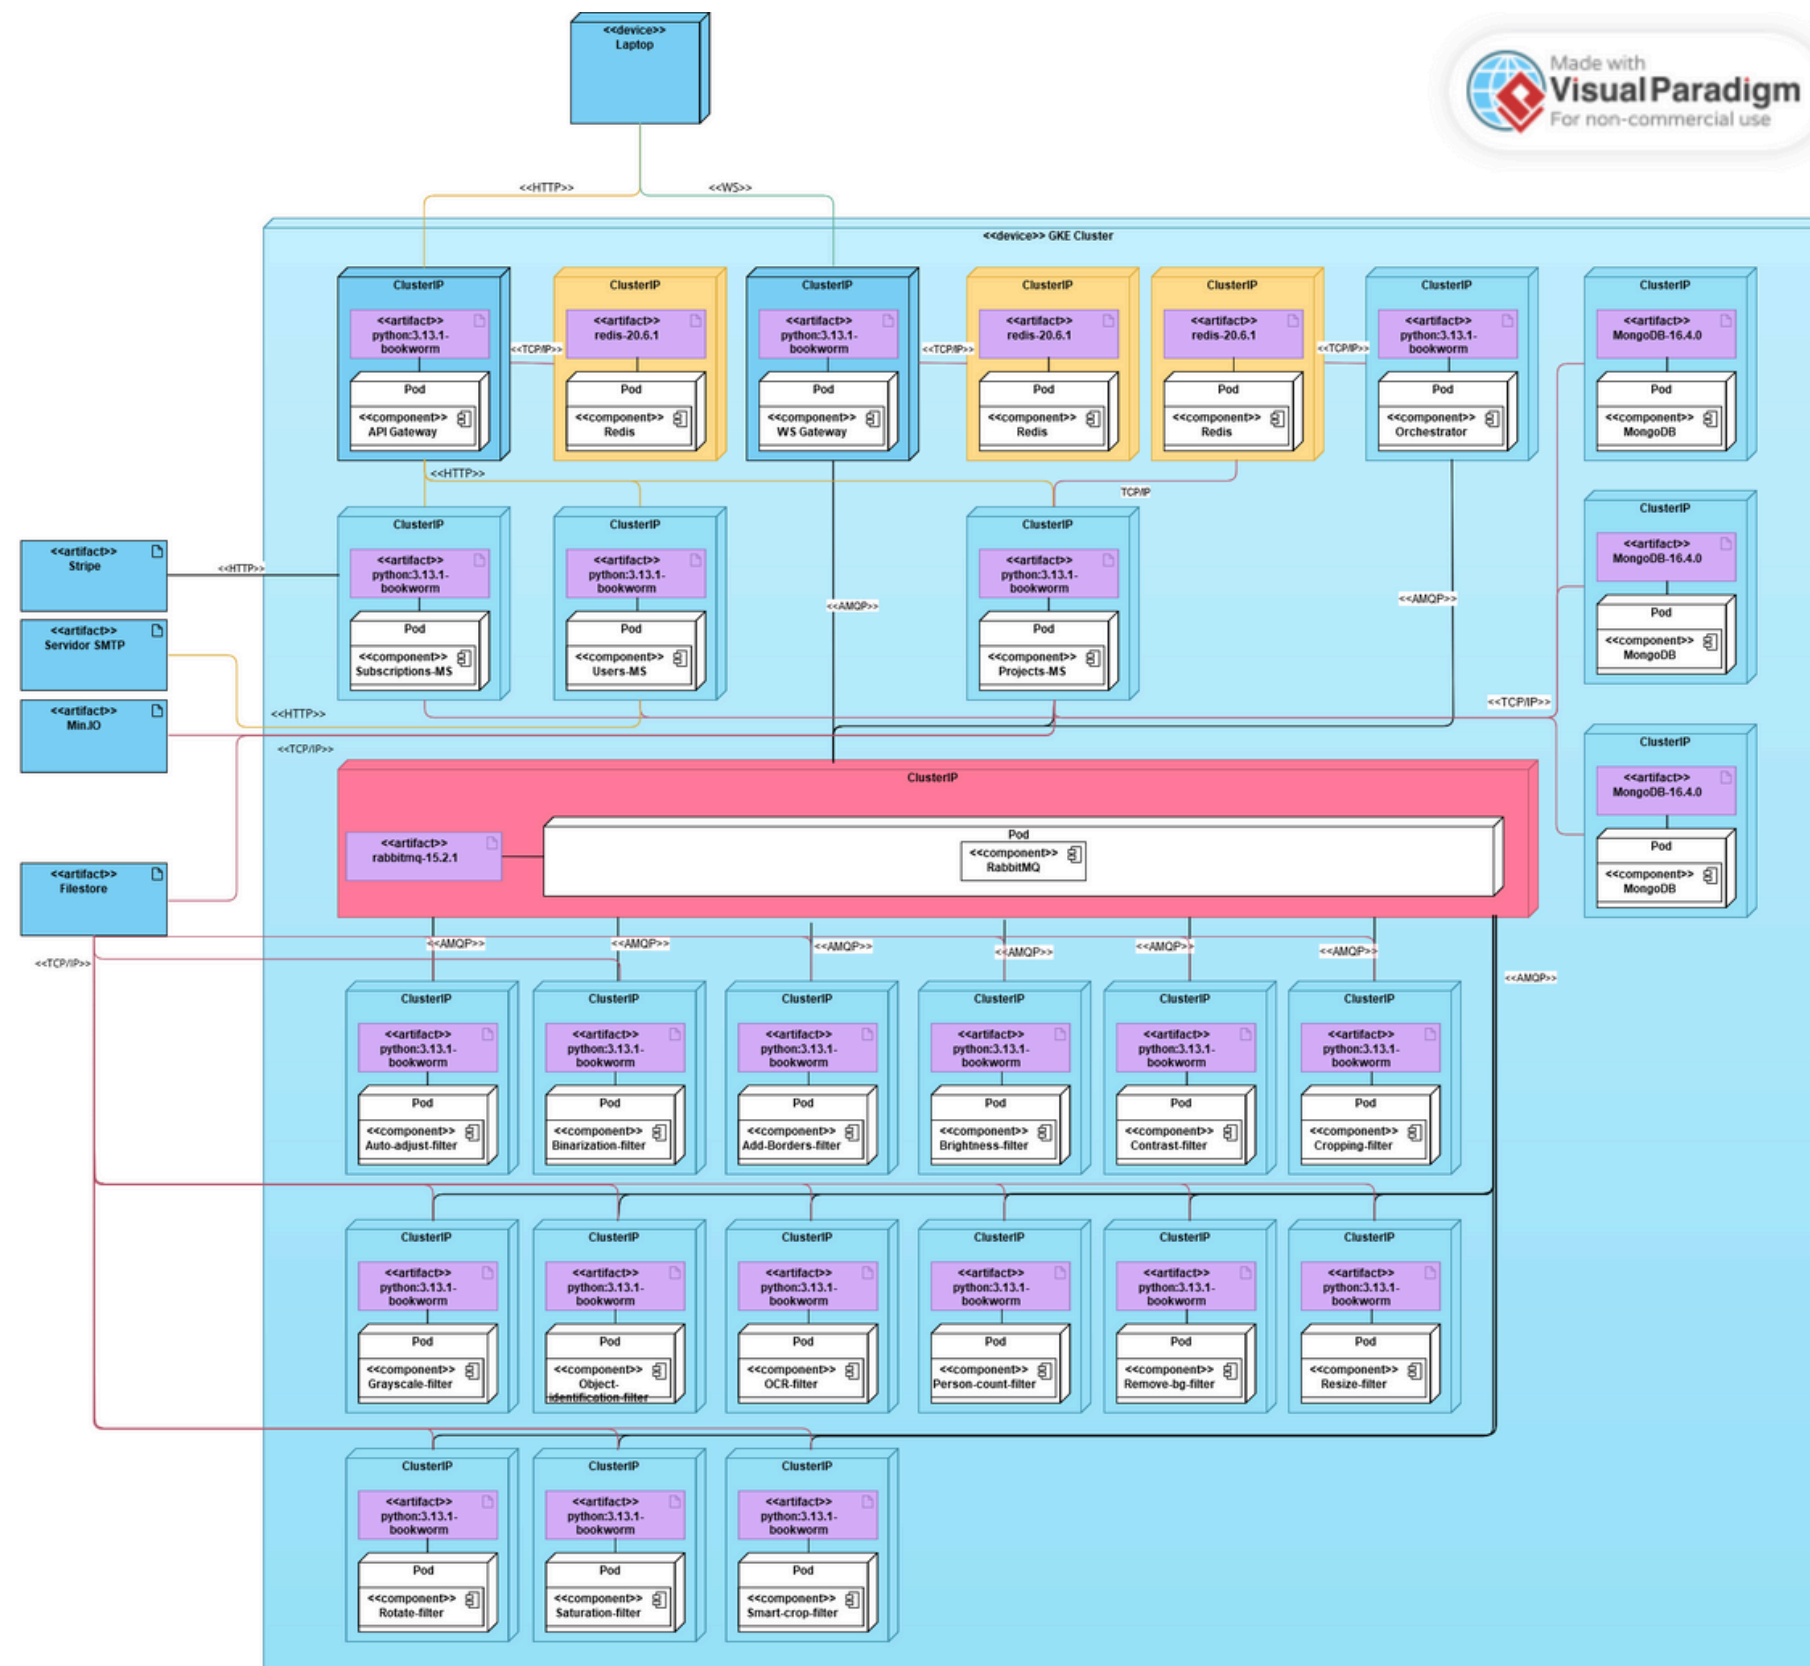 <<device>>
Laptop
Made with
Visual Paradigm
For non-commercial use
<<HTTP>>
<<WS>>
<<device>> GKE Cluster
ClusterIP
<<artifact>>
python:3.13.1-
bookworm
Pod
<<component>>
API Gateway
<<TCP/IP>>
ClusterIP
<<artifact>>
redis-20.6.1
Pod
<<component>>
Redis
ClusterIP
<<artifact>>
python:3.13.1-
bookworm
Pod
<<component>>
WS Gateway
<<TCP/IP>>
ClusterIP
<<artifact>>
redis-20.6.1
Pod
<<component>>
Redis
ClusterIP
<<artifact>>
redis-20.6.1
Pod
<<component>>
Redis
<<TCP/IP>>
ClusterIP
<<artifact>>
python:3.13.1-
bookworm
Pod
<<component>>
Orchestrator
ClusterIP
<<artifact>>
MongoDB-16.4.0
Pod
<<component>>
MongoDB
<<HTTP>>
TCP/IP
<<artifact>>
Stripe
<<HTTP>>
<<artifact>>
Servidor SMTP
<<artifact>>
Min.IO
ClusterIP
<<artifact>>
python:3.13.1-
bookworm
Pod
<<component>>
Subscriptions-MS
ClusterIP
<<artifact>>
python:3.13.1-
bookworm
Pod
<<component>>
Users-MS
<<AMQP>>
ClusterIP
<<artifact>>
python:3.13.1-
bookworm
Pod
<<component>>
Projects-MS
<<AMQP>>
ClusterIP
<<artifact>>
MongoDB-16.4.0
Pod
<<component>>
MongoDB
<<HTTP>>
<<TCP/IP>>
<<TCP/IP>>
ClusterIP
<<artifact>>
MongoDB-16.4.0
Pod
<<component>>
MongoDB
ClusterIP
<<artifact>>
rabbitmq-15.2.1
Pod
<<component>>
RabbitMQ
<<artifact>>
Filestore
<<TCP/IP>>
<<AMQP>>
<<AMQP>>
<<AMQP>>
<<AMQP>>
<<AMQP>>
<<AMQP>>
<<AMQP>>
ClusterIP
<<artifact>>
python:3.13.1-
bookworm
Pod
<<component>>
Auto-adjust-filter
ClusterIP
<<artifact>>
python:3.13.1-
bookworm
Pod
<<component>>
Binarization-filter
ClusterIP
<<artifact>>
python:3.13.1-
bookworm
Pod
<<component>>
Add-Borders-filter
ClusterIP
<<artifact>>
python:3.13.1-
bookworm
Pod
<<component>>
Brightness-filter
ClusterIP
<<artifact>>
python:3.13.1-
bookworm
Pod
<<component>>
Contrast-filter
ClusterIP
<<artifact>>
python:3.13.1-
bookworm
Pod
<<component>>
Cropping-filter
ClusterIP
<<artifact>>
python:3.13.1-
bookworm
Pod
<<component>>
Grayscale-filter
ClusterIP
<<artifact>>
python:3.13.1-
bookworm
Pod
<<component>>
Object-
identification-filter
ClusterIP
<<artifact>>
python:3.13.1-
bookworm
Pod
<<component>>
OCR-filter
ClusterIP
<<artifact>>
python:3.13.1-
bookworm
Pod
<<component>>
Person-count-filter
ClusterIP
<<artifact>>
python:3.13.1-
bookworm
Pod
<<component>>
Remove-bg-filter
ClusterIP
<<artifact>>
python:3.13.1-
bookworm
Pod
<<component>>
Resize-filter
ClusterIP
<<artifact>>
python:3.13.1-
bookworm
Pod
<<component>>
Rotate-filter
ClusterIP
<<artifact>>
python:3.13.1-
bookworm
Pod
<<component>>
Saturation-filter
ClusterIP
<<artifact>>
python:3.13.1-
bookworm
Pod
<<component>>
Smart-crop-filter